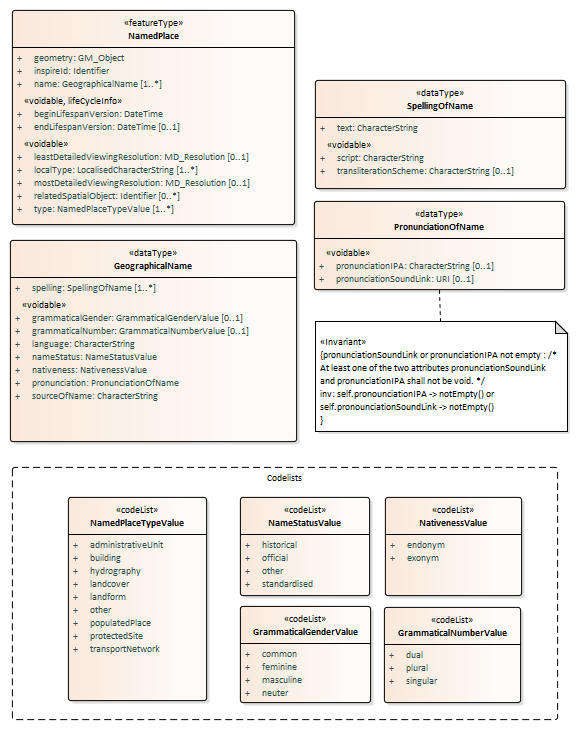 «featureType»
NamedPlace
+ geometry: GM_Object
+ inspireId: Identifier
+ name: GeographicalName [1..*]
«voidable, lifeCycleInfo»
+ beginLifespanVersion: DateTime
+ endLifespanVersion: DateTime [0..1]
«voidable»
+ leastDetailedViewingResolution: MD_Resolution [0..1]
+ localType: LocalisedCharacterString [1..*]
+ mostDetailedViewingResolution: MD_Resolution [0..1]
+ relatedSpatialObject: Identifier [0..*]
+ type: NamedPlaceTypeValue [1..*]
«dataType»
SpellingOfName
+ text: CharacterString
«voidable»
+ script: CharacterString
+ transliterationScheme: CharacterString [0..1]
«dataType»
PronunciationOfName
«voidable»
+ pronunciationIPA: CharacterString [0..1]
+ pronunciationSoundLink: URI [0..1]
«dataType»
GeographicalName
+ spelling: SpellingOfName [1..*]
«voidable»
+ grammaticalGender: GrammaticalGenderValue [0..1]
+ grammaticalNumber: GrammaticalNumberValue [0..1]
+ language: CharacterString
+ nameStatus: NameStatusValue
+ nativeness: NativenessValue
+ pronunciation: PronunciationOfName
+ sourceOfName: CharacterString
«Invariant»
{pronunciationSoundLink or pronunciationIPA not empty : /*
At least one of the two attributes pronunciationSoundLink
and pronunciationIPA shall not be void. */
inv: self.pronounciationIPA -> notEmpty() or
self.pronounciationSoundLink -> notEmpty()
}
Codelists
«codeList»
NamedPlaceTypeValue
+ administrativeUnit
+ building
+ hydrography
+ landcover
+ landform
+ other
+ populatedPlace
+ protectedSite
+ transportNetwork
«codeList»
NameStatusValue
+ historical
+ official
+ other
+ standardised
«codeList»
NativenessValue
+ endonym
+ exonym
«codeList»
GrammaticalGenderValue
+ common
+ feminine
+ masculine
+ neuter
«codeList»
GrammaticalNumberValue
+ dual
+ plural
+ singular